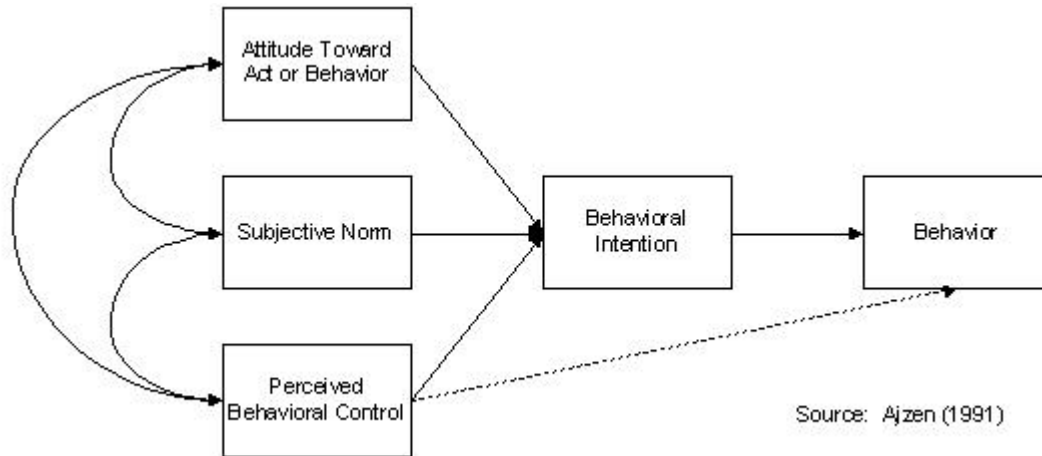 Attitude Toward
Act or Behavior
Subjective Norm
Perceived
Behavioral Control
Behavioral
Intention
Behavior
Source: Ajzen (1991)